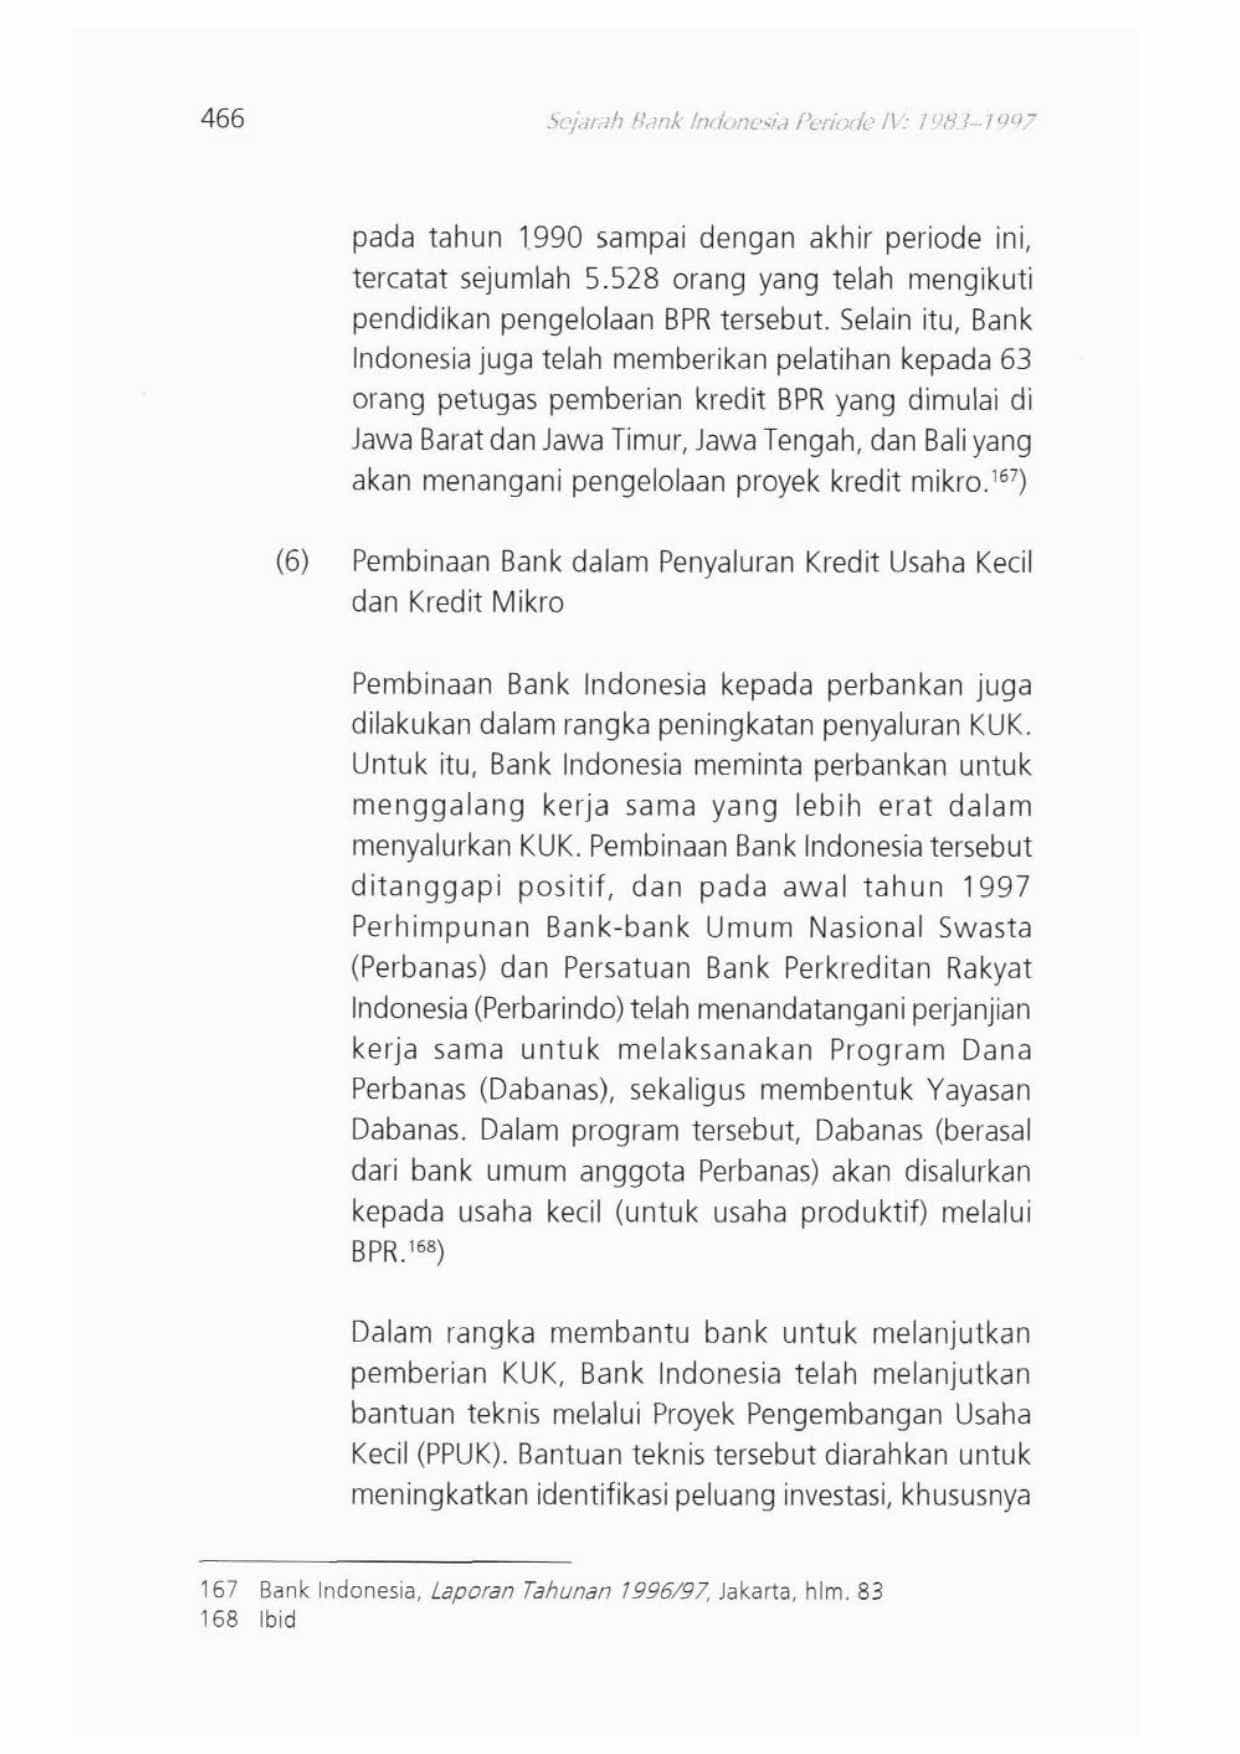 466
Sejarah Bank Indonesia Periode IV: 1983–1997
pada tahun 1990 sampai dengan akhir periode ini,
tercatat sejumlah 5.528 orang yang telah mengikuti
pendidikan pengelolaan BPR tersebut. Selain itu, Bank
Indonesia juga telah memberikan pelatihan kepada 63
orang petugas pemberian kredit BPR yang dimulai di
Jawa Barat dan Jawa Timur, Jawa Tengah, dan Bali yang
akan menangani pengelolaan proyek kredit mikro.¹⁶⁷)
(6) Pembinaan Bank dalam Penyaluran Kredit Usaha Kecil
dan Kredit Mikro
Pembinaan Bank Indonesia kepada perbankan juga
dilakukan dalam rangka peningkatan penyaluran KUK.
Untuk itu, Bank Indonesia meminta perbankan untuk
menggalang kerja sama yang lebih erat dalam
menyalurkan KUK. Pembinaan Bank Indonesia tersebut
ditanggapi positif, dan pada awal tahun 1997
Perhimpunan Bank-bank Umum Nasional Swasta
(Perbanas) dan Persatuan Bank Perkreditan Rakyat
Indonesia (Perbarindo) telah menandatangani perjanjian
kerja sama untuk melaksanakan Program Dana
Perbanas (Dabanas), sekaligus membentuk Yayasan
Dabanas. Dalam program tersebut, Dabanas (berasal
dari bank umum anggota Perbanas) akan disalurkan
kepada usaha kecil (untuk usaha produktif) melalui
BPR.¹⁶⁸)
Dalam rangka membantu bank untuk melanjutkan
pemberian KUK, Bank Indonesia telah melanjutkan
bantuan teknis melalui Proyek Pengembangan Usaha
Kecil (PPUK). Bantuan teknis tersebut diarahkan untuk
meningkatkan identifikasi peluang investasi, khususnya
167 Bank Indonesia, Laporan Tahunan 1996/97, Jakarta, hlm. 83
168 Ibid